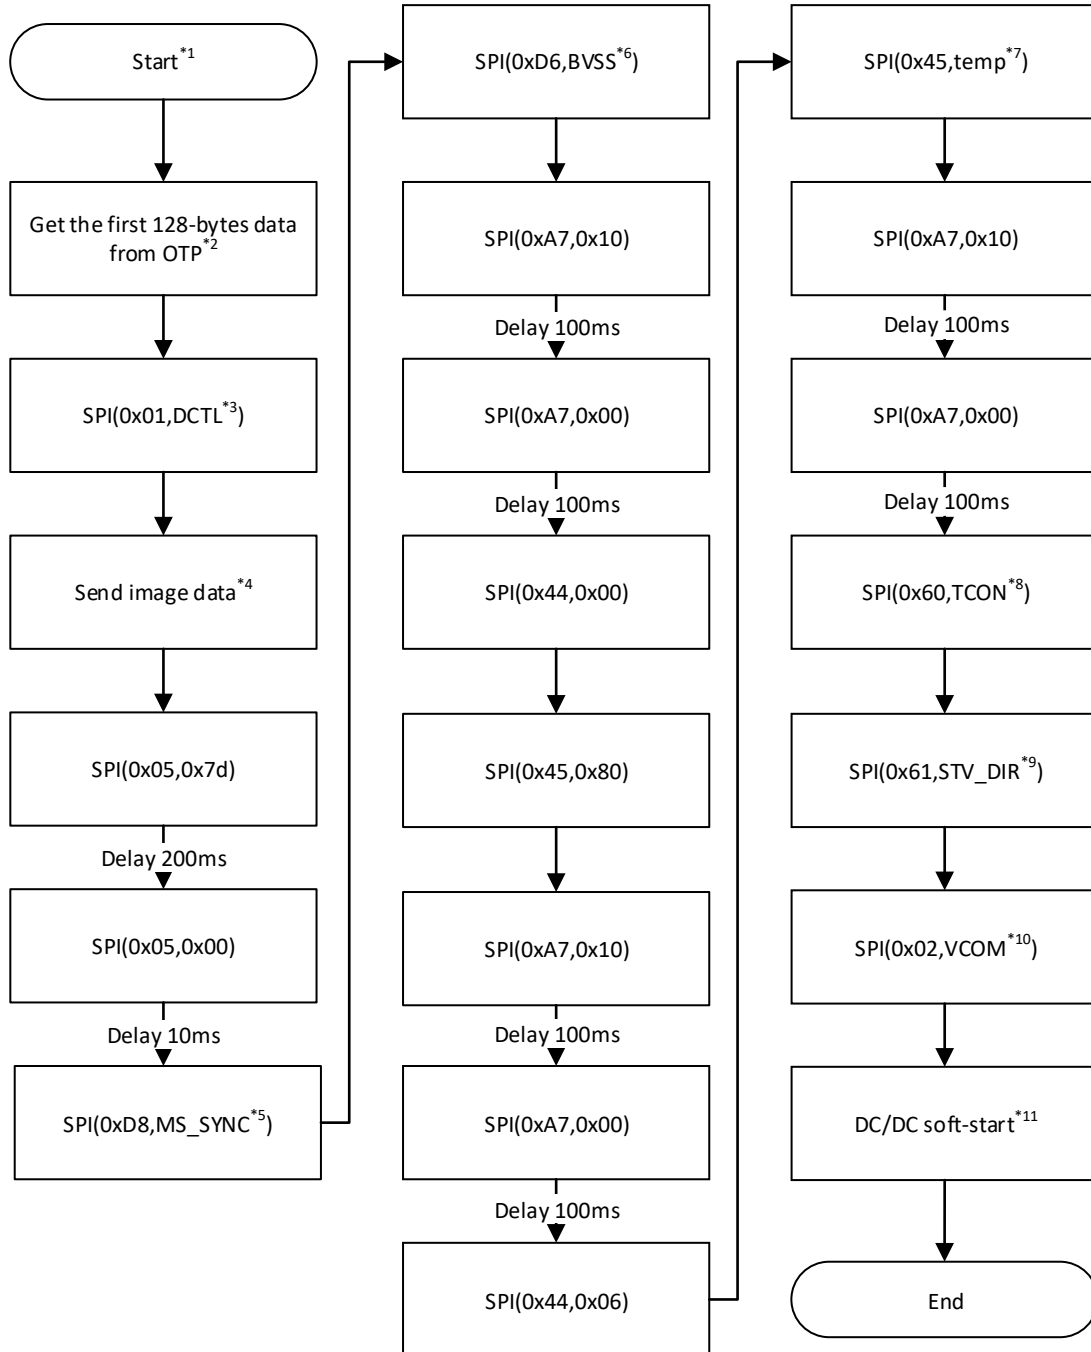 Start*1
Get the first 128-bytes data
from OTP*2
SPI(0x01,DCTL*3)
Send image data*4
SPI(0x05,0x7d)
Delay 200ms
SPI(0x05,0x00)
Delay 10ms
SPI(0xD8,MS_SYNC*5)
SPI(0xD6,BVSS*6)
SPI(0xA7,0x10)
Delay 100ms
SPI(0xA7,0x00)
Delay 100ms
SPI(0x44,0x00)
SPI(0x45,0x80)
SPI(0xA7,0x10)
Delay 100ms
SPI(0xA7,0x00)
Delay 100ms
SPI(0x44,0x06)
SPI(0x45,temp*7)
SPI(0xA7,0x10)
Delay 100ms
SPI(0xA7,0x00)
Delay 100ms
SPI(0x60,TCON*8)
SPI(0x61,STV_DIR*9)
SPI(0x02,VCOM*10)
DC/DC soft-start*11
End